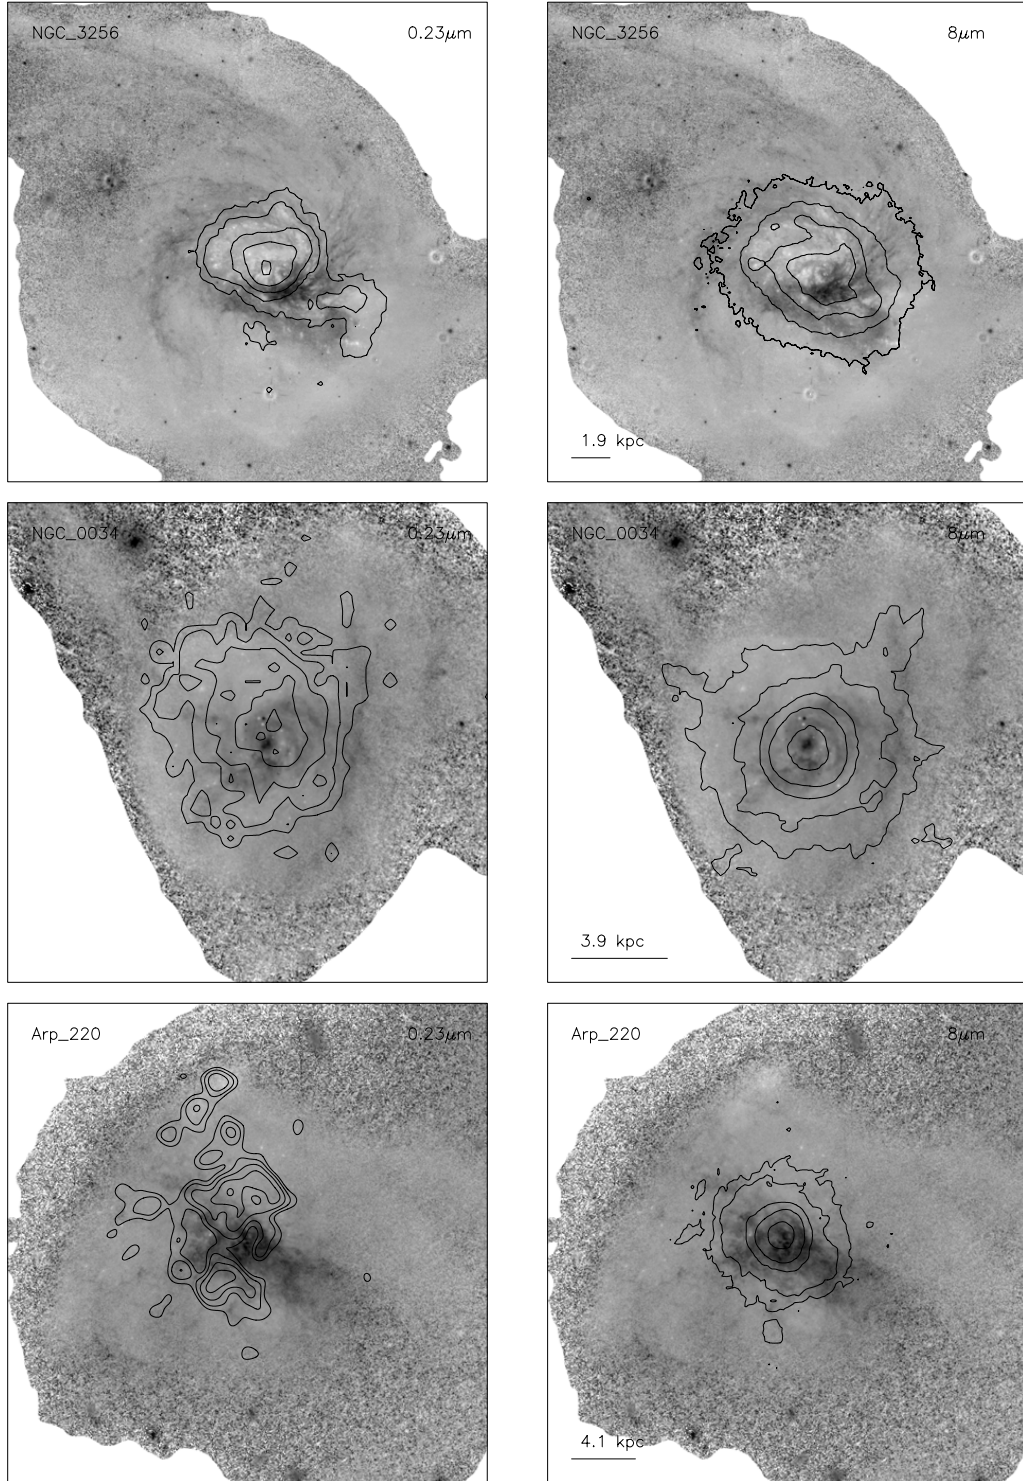 NGC_3256 0.23μm
NGC_3256 8μm
1.9 kpc
NGC_0034 0.23μm
NGC_0034 8μm
3.9 kpc
Arp_220 0.23μm
Arp_220 8μm
4.1 kpc